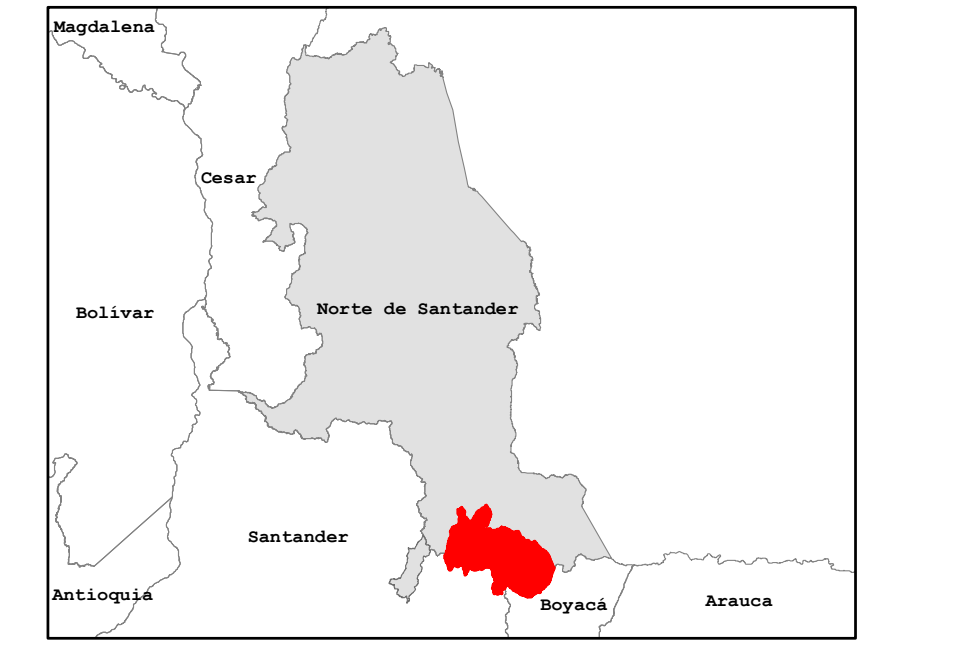 Magdalena
Cesar
Norte de Santander
Bolívar
Santander
Antioquia
Boyacá
Arauca